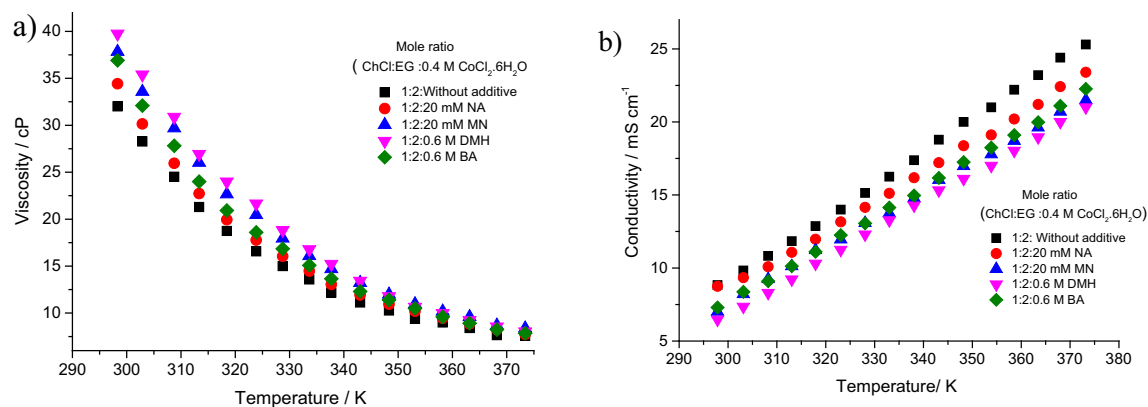 a)
Viscosity / cP
40
35
30
25
20
15
10
290 300 310 320 330 340 350 360 370
Temperature / K
Mole ratio
( ChCl:EG :0.4 M CoCl₂.6H₂O
1:2:Without additive
1:2:20 mM NA
1:2:20 mM MN
1:2:0.6 M DMH
1:2:0.6 M BA
b)
Conductivity / mS cm⁻¹
25
20
15
10
5
290 300 310 320 330 340 350 360 370 380
Temperature/ K
Mole ratio
(ChCl:EG :0.4 M CoCl₂.6H₂O)
1:2: Without additive
1:2:20 mM NA
1:2:20 mM MN
1:2:0.6 M DMH
1:2:0.6 M BA